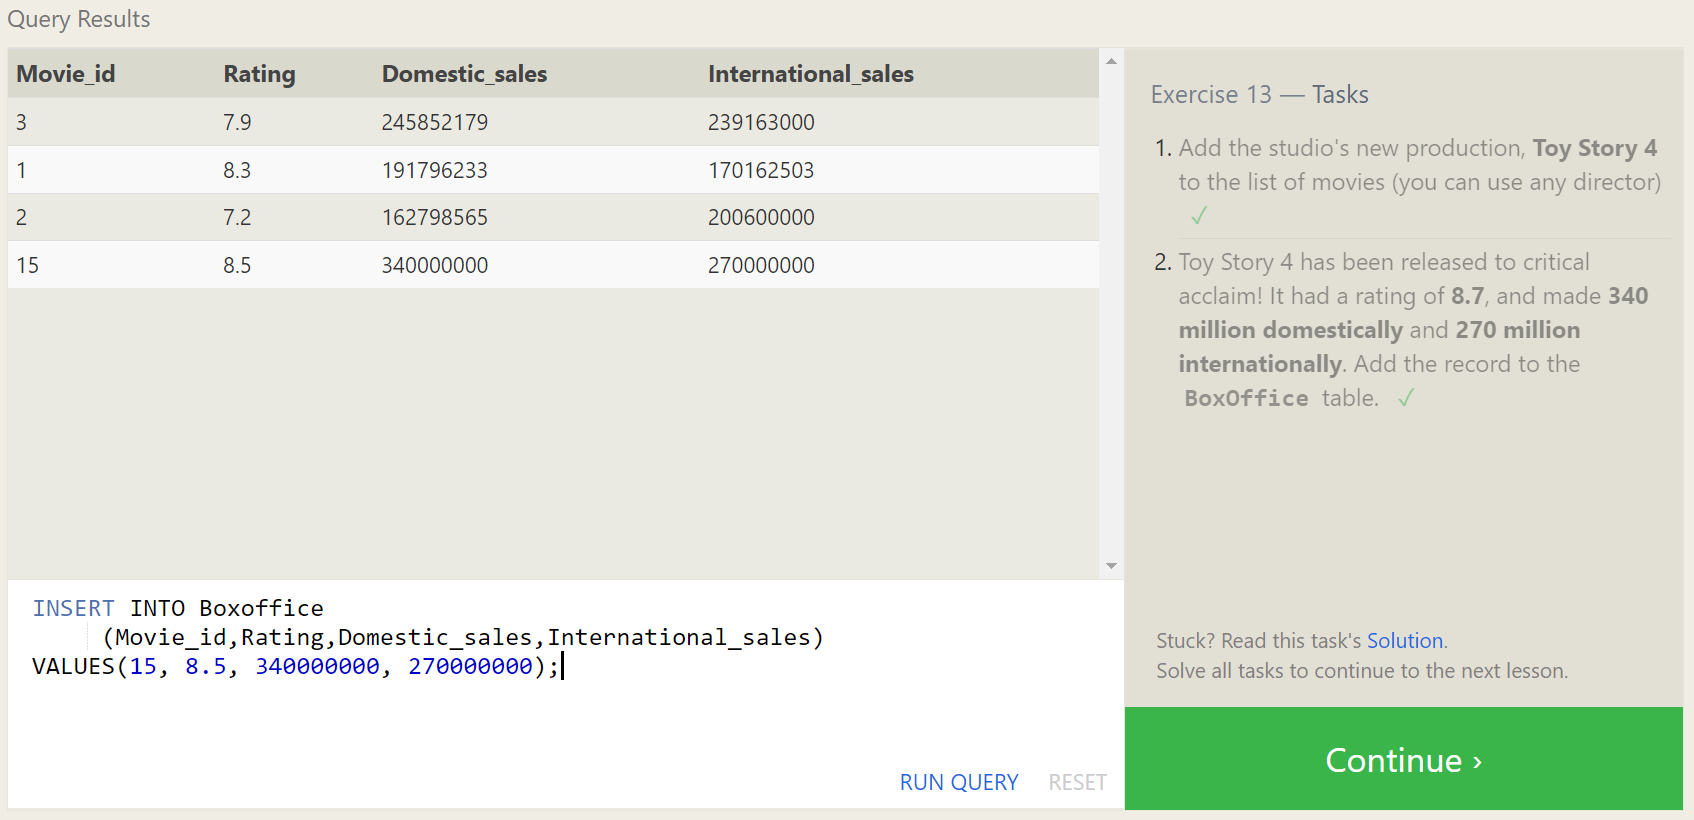 Query Results
Movie_id Rating Domestic_sales International_sales
3 7.9 245852179 239163000
1 8.3 191796233 170162503
2 7.2 162798565 200600000
15 8.5 340000000 270000000
INSERT INTO Boxoffice
(Movie_id,Rating,Domestic_sales,International_sales)
VALUES(15, 8.5, 340000000, 270000000);
RUN QUERY RESET
Exercise 13 — Tasks
1. Add the studio's new production, Toy Story 4
to the list of movies (you can use any director)
✓
2. Toy Story 4 has been released to critical
acclaim! It had a rating of 8.7, and made 340
million domestically and 270 million
internationally. Add the record to the
BoxOffice table. ✓
Stuck? Read this task's Solution.
Solve all tasks to continue to the next lesson.
Continue ›